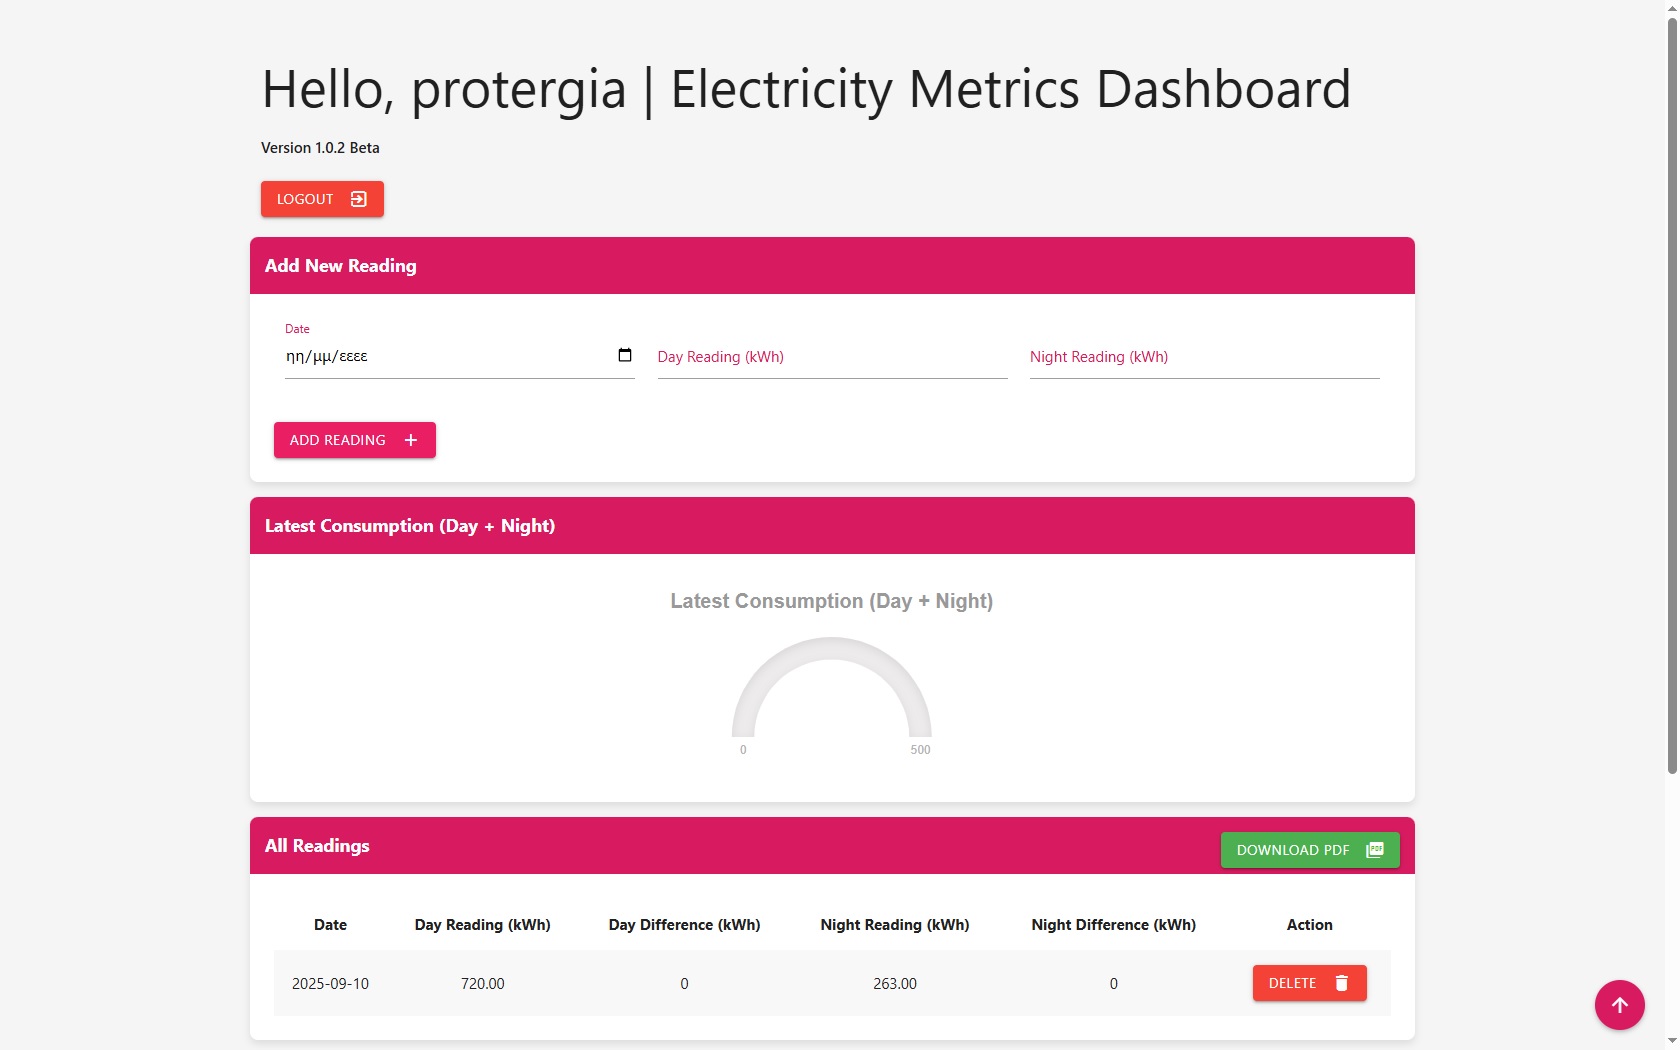 Hello, protergia | Electricity Metrics Dashboard
Version 1.0.2 Beta
LOGOUT
Add New Reading
Date
ηη/μμ/εεεε
Day Reading (kWh)
Night Reading (kWh)
ADD READING
Latest Consumption (Day + Night)
Latest Consumption (Day + Night)
0 500
All Readings
DOWNLOAD PDF PDF
Date Day Reading (kWh) Day Difference (kWh) Night Reading (kWh) Night Difference (kWh) Action
2025-09-10 720.00 0 263.00 0 DELETE